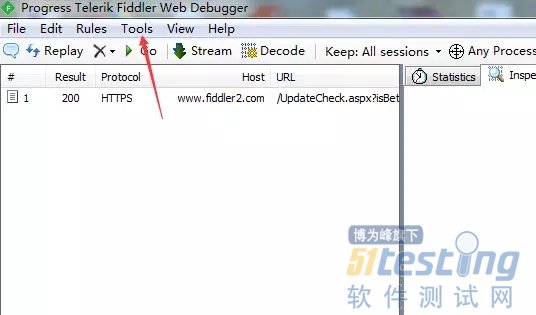 Progress Telerik Fiddler Web Debugger
File Edit Rules Tools View Help
Replay Go Stream Decode Keep: All sessions Any Process
# Result Protocol Host URL Statistics Inspe
1 200 HTTPS www.fiddler2.com /UpdateCheck.aspx?isBet
博为峰旗下
51testing
软件测试网